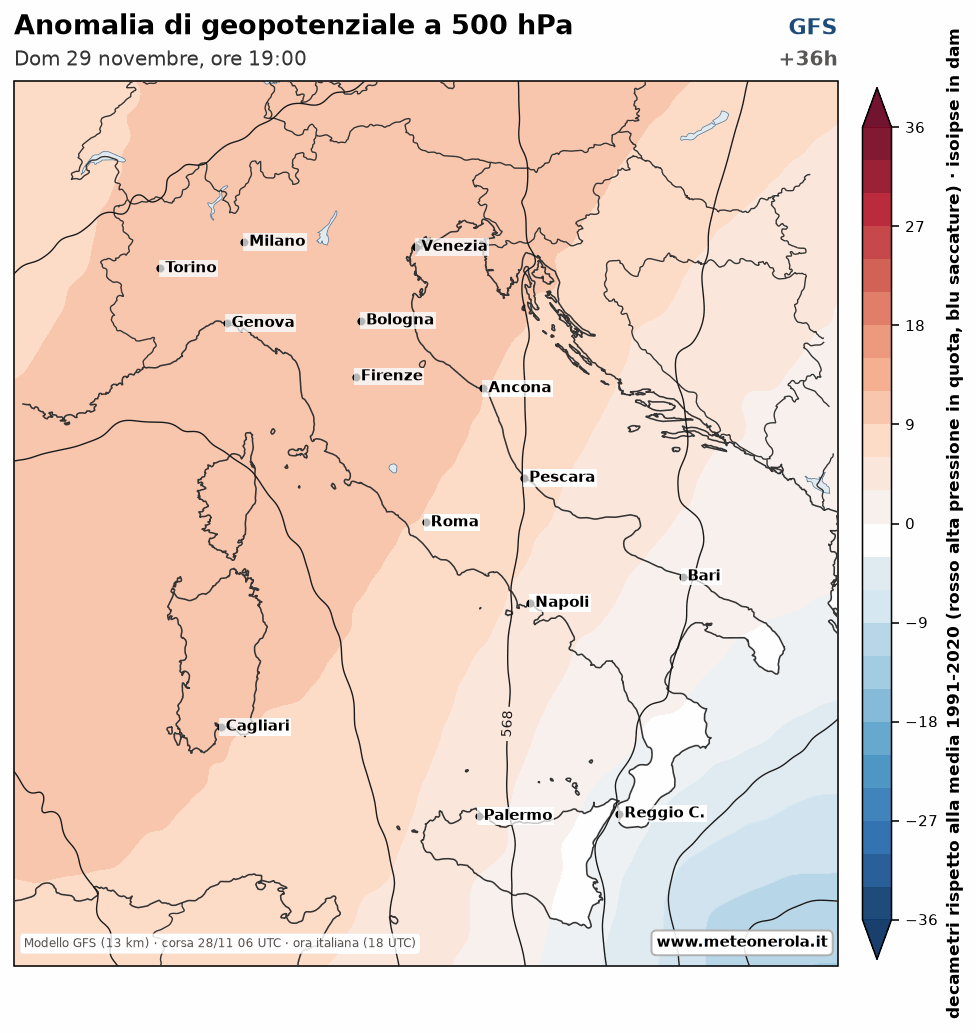 Anomalia di geopotenziale a 500 hPa
GFS
Dom 29 novembre, ore 19:00
+36h
Milano
Venezia
Torino
Genova
Bologna
Firenze
Ancona
Pescara
Roma
Bari
Napoli
568
Cagliari
Palermo
Reggio C.
Modello GFS (13 km) · corsa 28/11 06 UTC · ora italiana (18 UTC)
www.meteonerola.it
36
27
18
9
0
−9
−18
−27
−36
decametri rispetto alla media 1991-2020 (rosso alta pressione in quota, blu saccature) · isoipse in dam